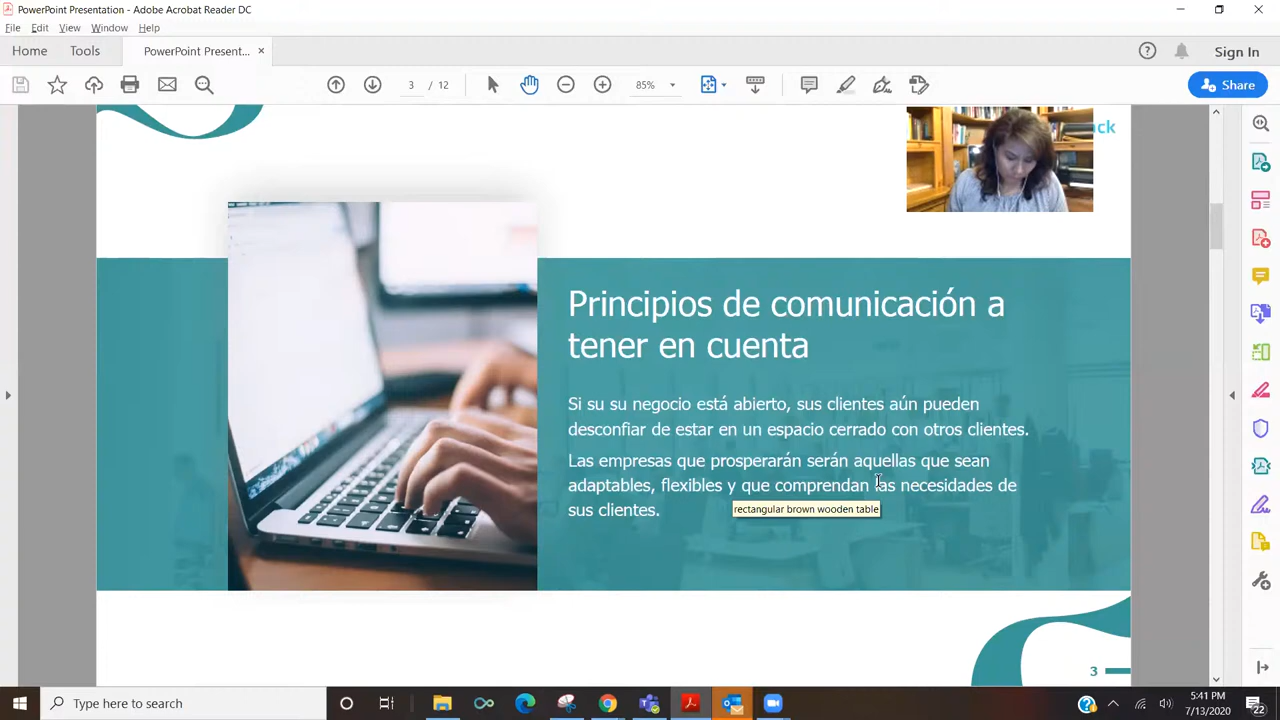 PowerPoint Presentation - Adobe Acrobat Reader DC
File Edit View Window Help
Home Tools PowerPoint Present... ×
Sign In
3 / 12
85%
Share
ck
Principios de comunicación a
tener en cuenta
Si su su negocio está abierto, sus clientes aún pueden
desconfiar de estar en un espacio cerrado con otros clientes.
Las empresas que prosperarán serán aquellas que sean
adaptables, flexibles y que comprendan las necesidades de
sus clientes.
rectangular brown wooden table
3
Type here to search
5:41 PM
7/13/2020
22